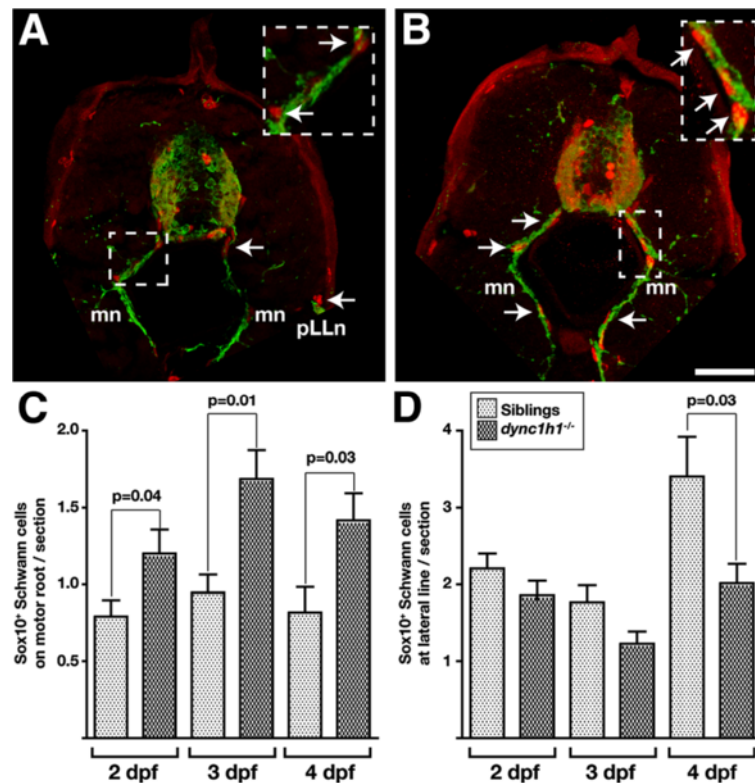 A
mn
mn
pLLn
B
mn
mn
C
Sox10⁺ Schwann cells
on motor root / section
2.0
1.5
1.0
0.5
p=0.04
p=0.01
p=0.03
2 dpf
3 dpf
4 dpf
D
Siblings
dync1h1⁻/⁻
Sox10⁺ Schwann cells
at lateral line / section
4
3
2
1
p=0.03
2 dpf
3 dpf
4 dpf